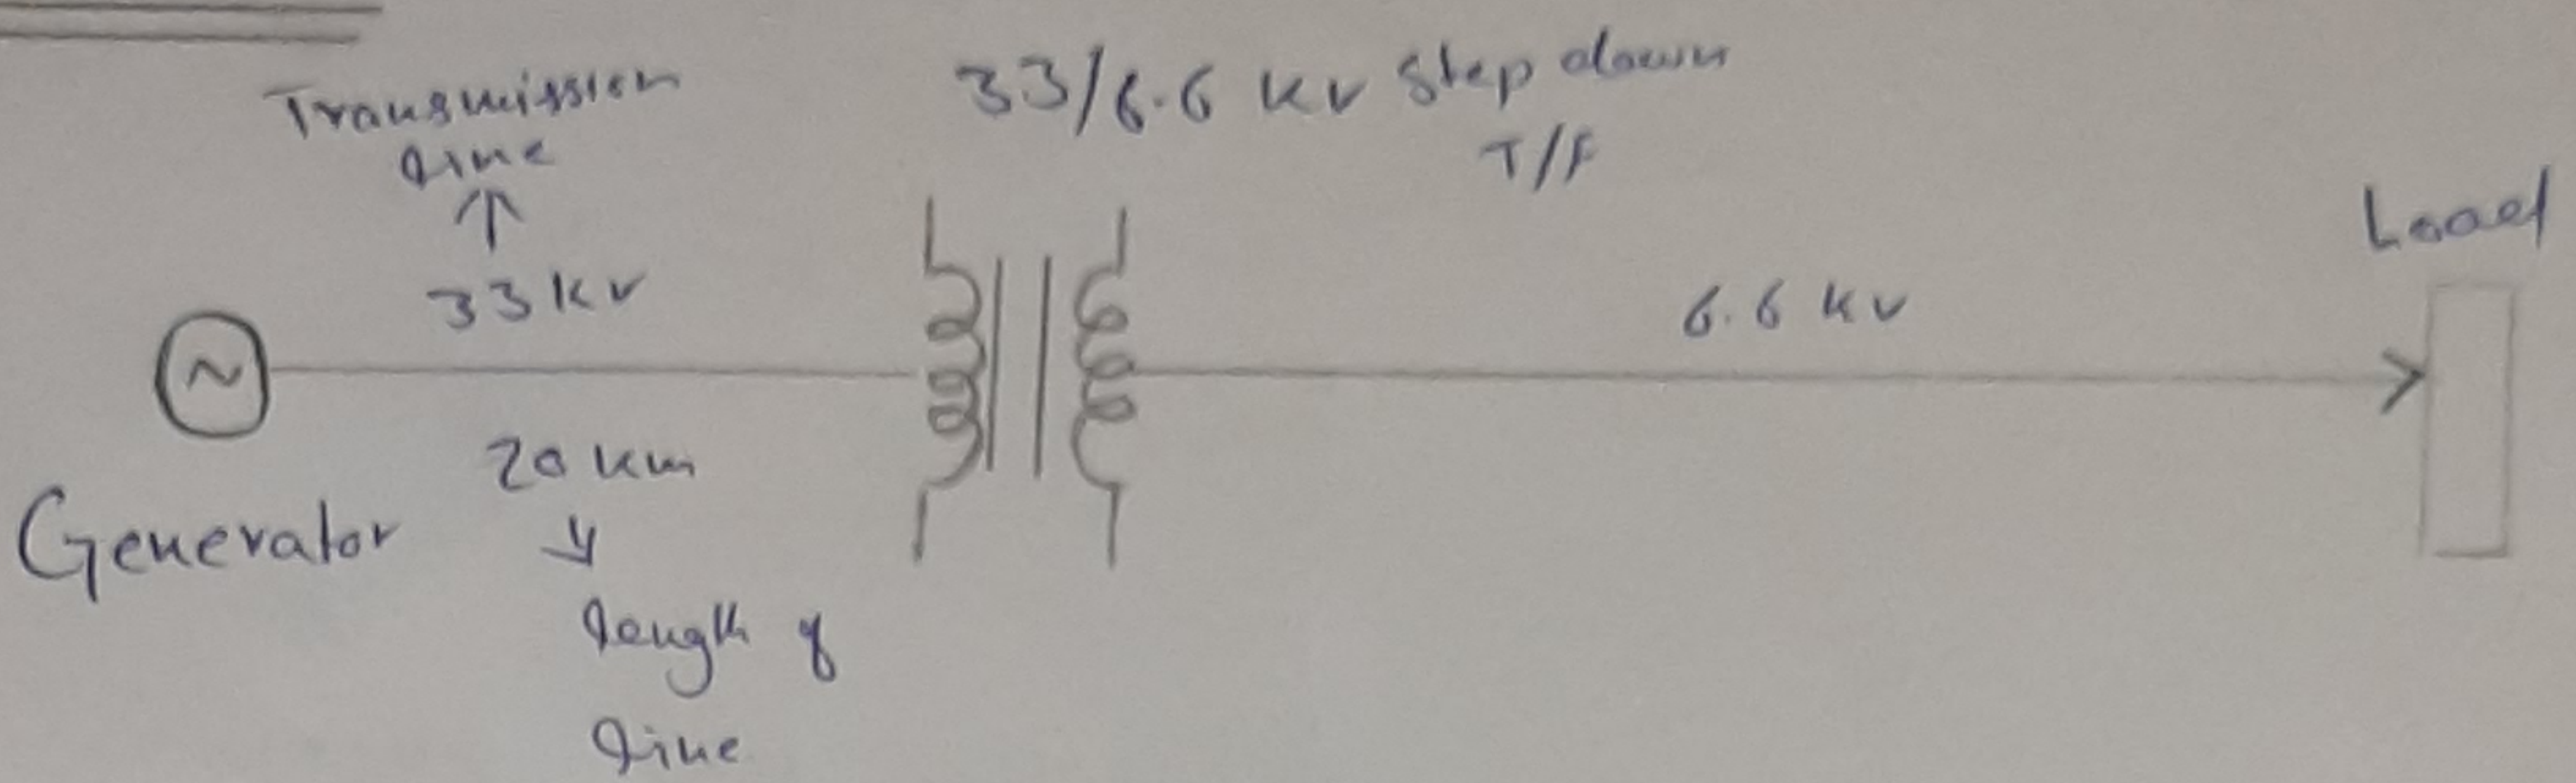 Transmission
line
33 kv
33/6.6 kv Step down
T/F
Load
6.6 kv
~
Generator
20 km
length of
line